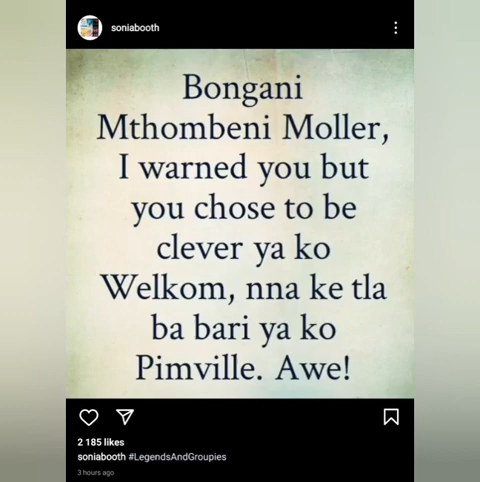 soniabooth
Bongani
Mthombeni Moller,
I warned you but
you chose to be
clever ya ko
Welkom, nna ke tla
ba bari ya ko
Pimville. Awe!
2 185 likes
soniabooth #LegendsAndGroupies
3 hours ago